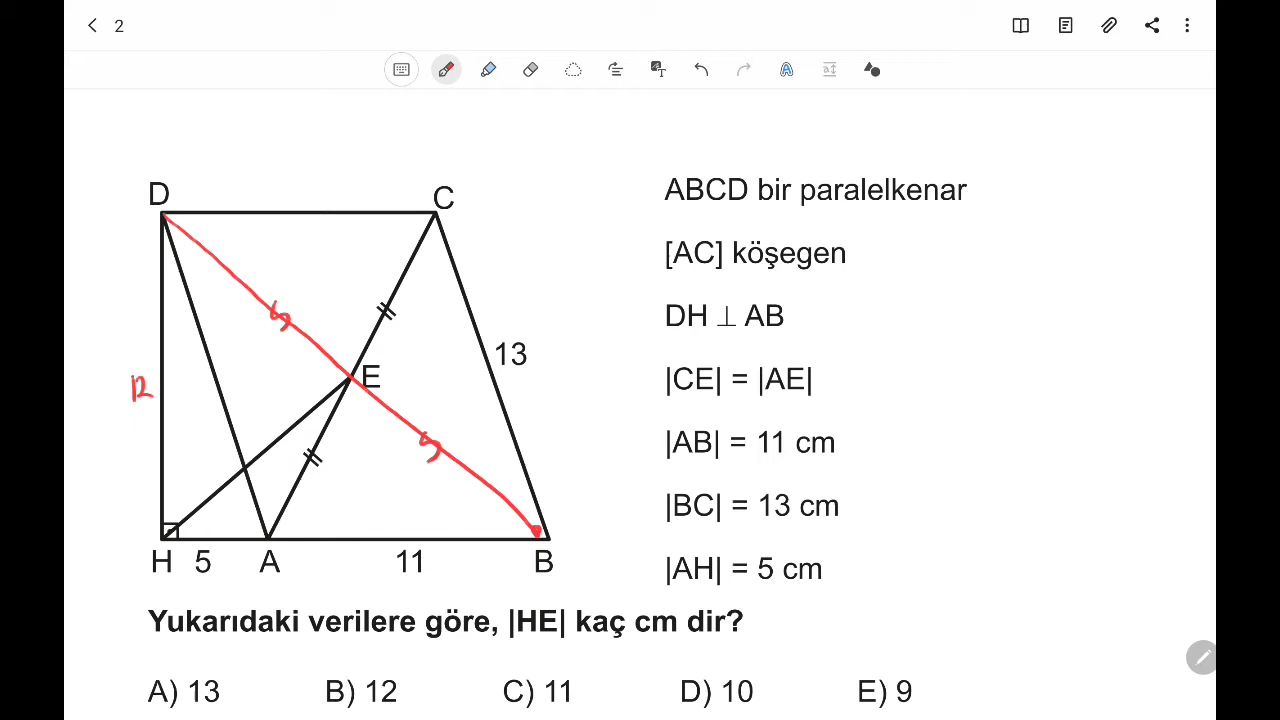 2
D
C
ABCD bir paralelkenar
[AC] köşegen
DH ⊥ AB
13
E
|CE| = |AE|
12
|AB| = 11 cm
|BC| = 13 cm
H 5 A 11 B
|AH| = 5 cm
Yukarıdaki verilere göre, |HE| kaç cm dir?
A) 13 B) 12 C) 11 D) 10 E) 9